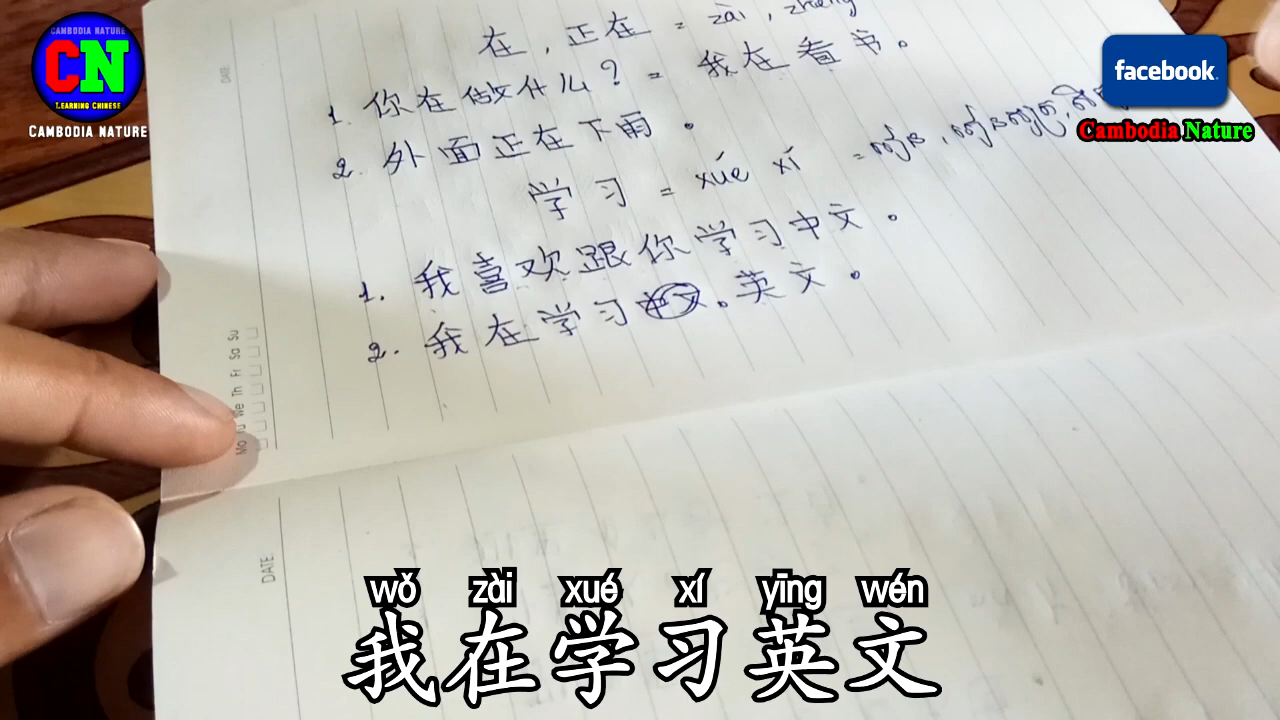 CAMBODIA NATURE
CN
LEARNING CHINESE
CAMBODIA NATURE
facebook
Cambodia Nature
DATE
在，正在 = zài, zhèng
1. 你在做什么？= 我在看书。
2. 外面正在下雨。
学习 = xúe xí =
1. 我喜欢跟你学习中文。
2. 我在学习中文。英文。
Mo Tu We Th Fr Sa Su
DATE
wǒ zài xué xí yīng wén
我在学习英文